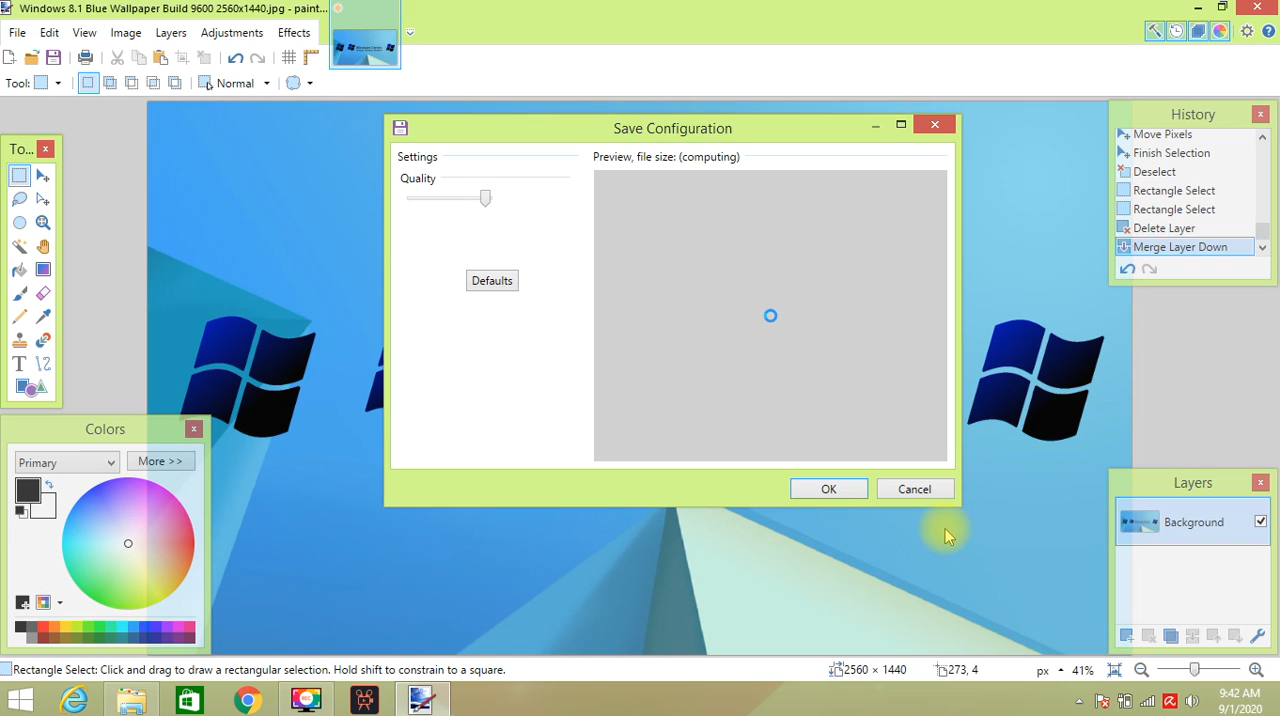 Windows 8.1 Blue Wallpaper Build 9600 2560x1440.jpg - paint...
File Edit View Image Layers Adjustments Effects
Tool: Normal
Save Configuration
Settings
Quality
Defaults
Preview, file size: (computing)
OK Cancel
To...
History
Move Pixels
Finish Selection
Deselect
Rectangle Select
Rectangle Select
Delete Layer
Merge Layer Down
Colors
Primary More >>
Layers
Background
Rectangle Select: Click and drag to draw a rectangular selection. Hold shift to constrain to a square. 2560 × 1440 273, 4 px 41%
9:42 AM
9/1/2020